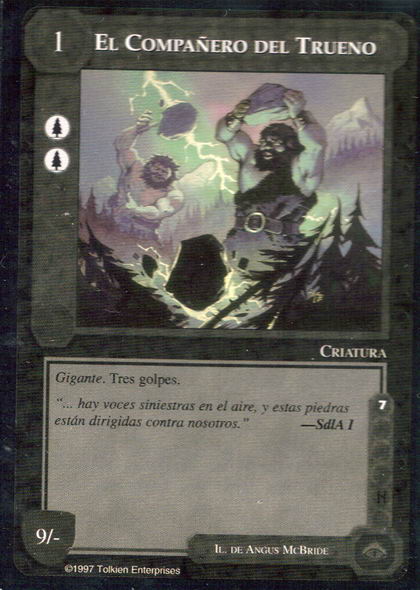 1
EL COMPAÑERO DEL TRUENO
CRIATURA
Gigante. Tres golpes.
“... hay voces siniestras en el aire, y estas piedras
están dirigidas contra nosotros.” —SdlA I
7
9/-
IL. DE ANGUS MCBRIDE
©1997 Tolkien Enterprises